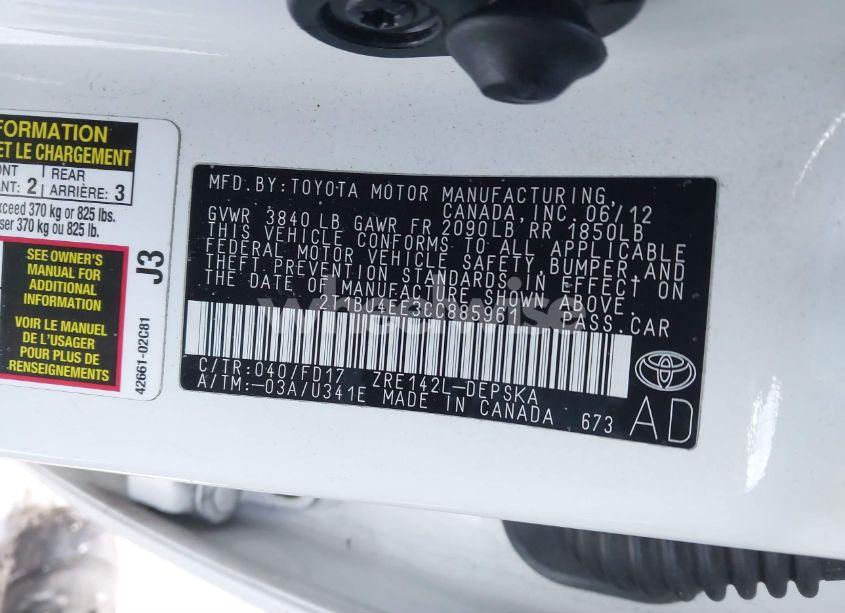 FORMATION
ET LE CHARGEMENT
REAR
ANT: 2 ARRIÈRE: 3
exceed 370 kg or 825 lbs.
ser 370 kg ou 825 lb.
SEE OWNER'S
MANUAL FOR
ADDITIONAL
INFORMATION
VOIR LE MANUEL
DE L'USAGER
POUR PLUS DE
RENSEIGNEMENTS
J3
42661-02C81
MFD.BY:TOYOTA MOTOR MANUFACTURING,
CANADA, INC. 06/12
GVWR 3840 LB GAWR FR 2090LB RR 1850LB
THIS VEHICLE CONFORMS TO ALL APPLICABLE
FEDERAL MOTOR VEHICLE SAFETY, BUMPER, AND
THEFT PREVENTION STANDARDS IN EFFECT ON
THE DATE OF MANUFACTURE SHOWN ABOVE.
2T1BU4EE3CC885961 PASS.CAR
C/TR:040/FD17 ZRE142L-DEPSKA
A/TM:-03A/U341E MADE IN CANADA 673
AD